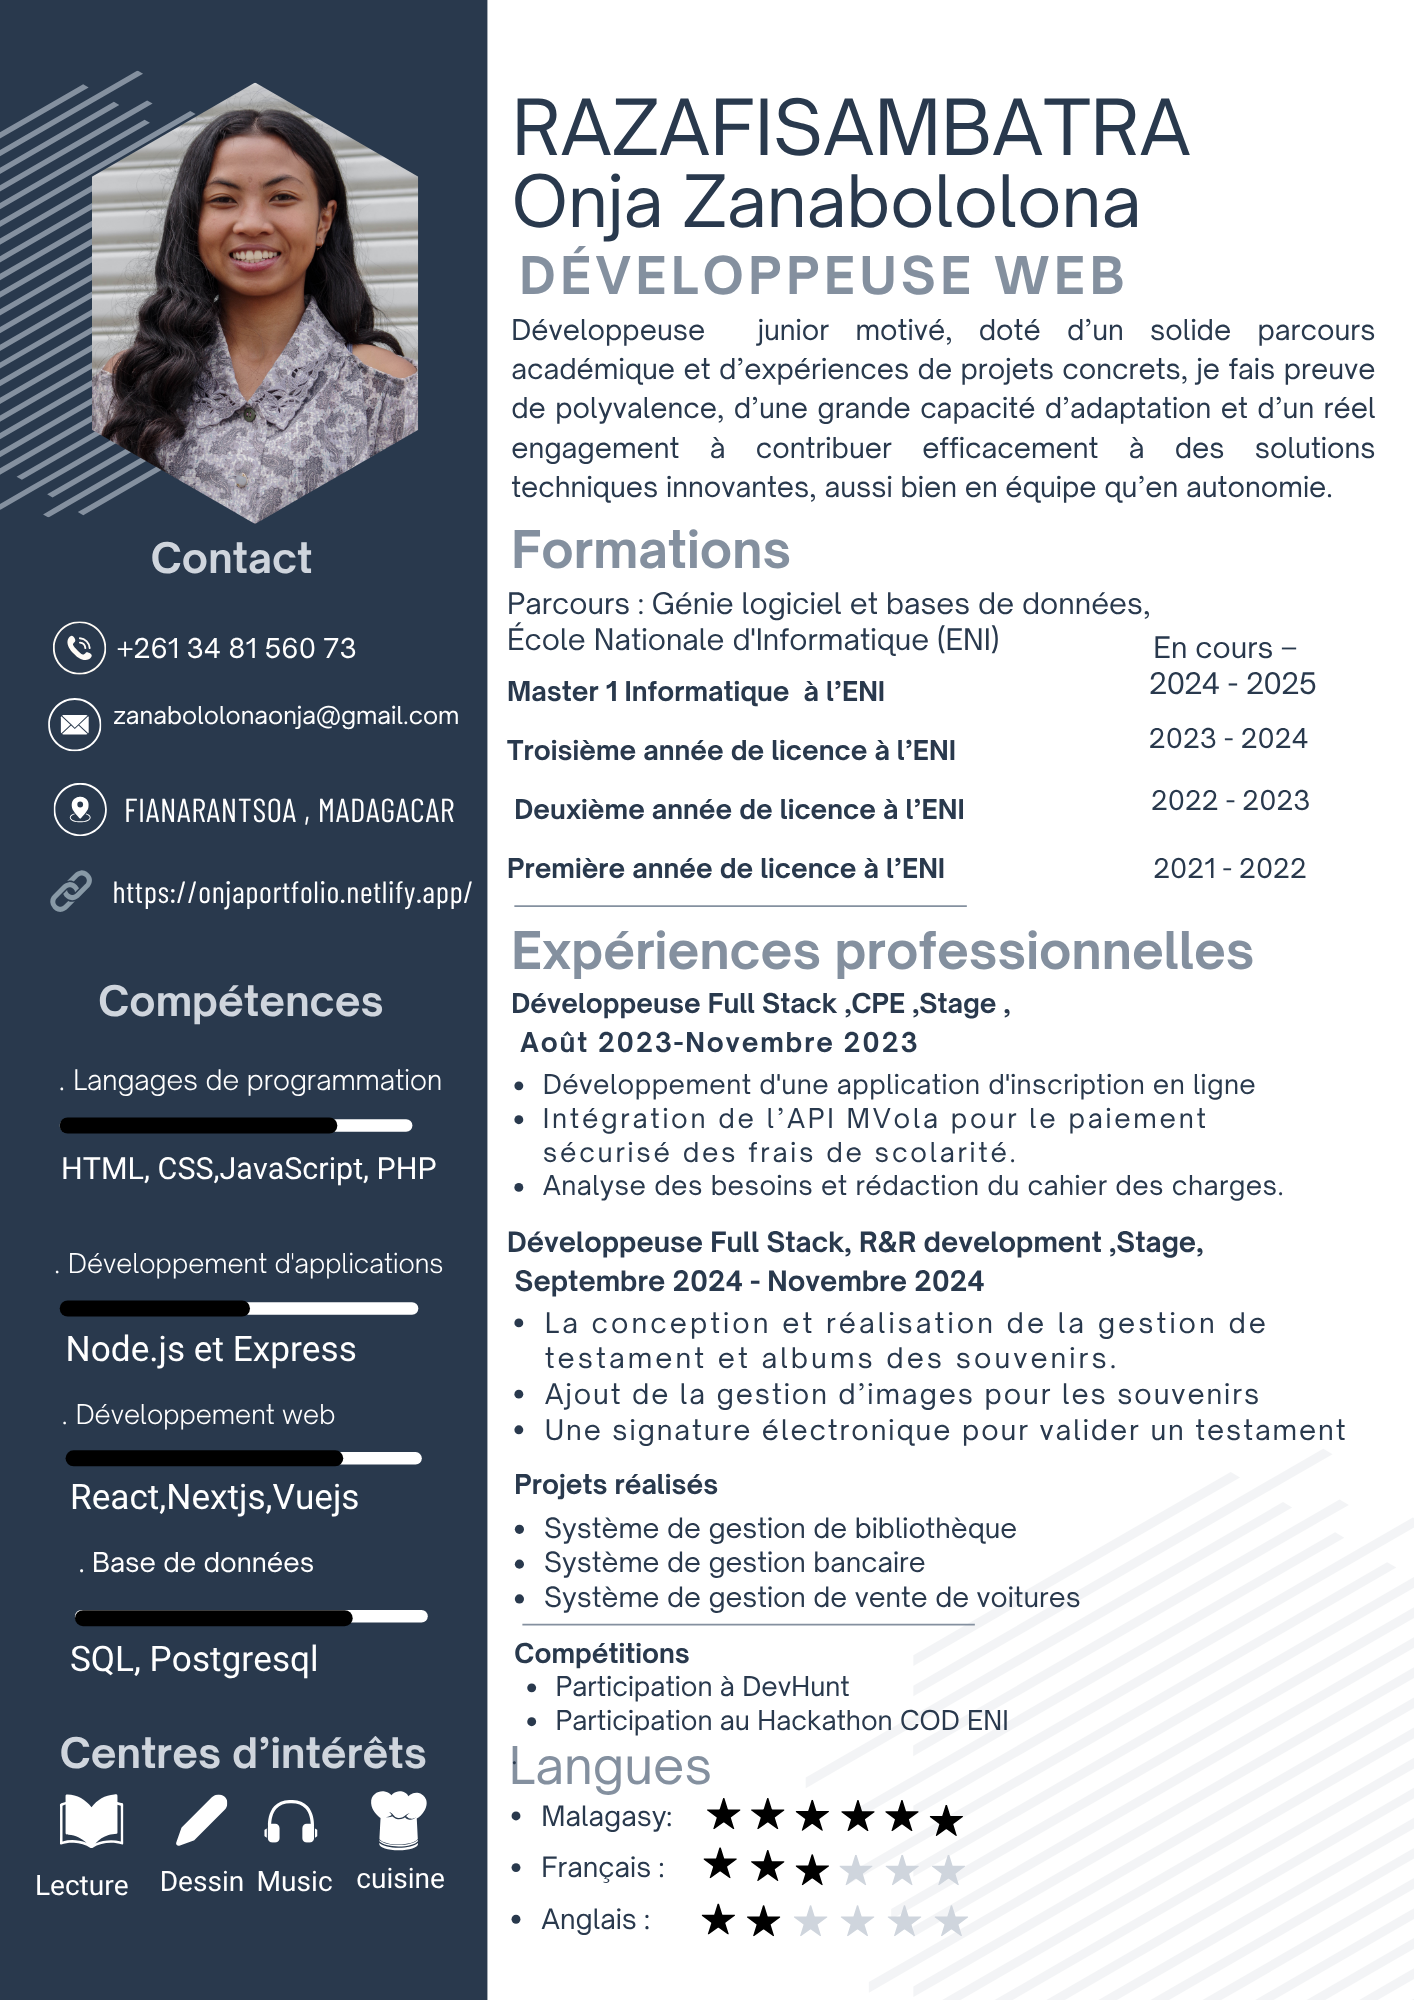 RAZAFISAMBATRA
Onja Zanabololona
DÉVELOPPEUSE WEB
Développeuse junior motivé, doté d’un solide parcours
académique et d’expériences de projets concrets, je fais preuve
de polyvalence, d’une grande capacité d’adaptation et d’un réel
engagement à contribuer efficacement à des solutions
techniques innovantes, aussi bien en équipe qu’en autonomie.
Contact
+261 34 81 560 73
zanabololonaonja@gmail.com
FIANARANTSOA , MADAGACAR
https://onjaportfolio.netlify.app/
Compétences
. Langages de programmation
HTML, CSS,JavaScript, PHP
. Développement d'applications
Node.js et Express
. Développement web
React,Nextjs,Vuejs
. Base de données
SQL, Postgresql
Centres d’intérêts
Lecture Dessin Music cuisine
Formations
Parcours : Génie logiciel et bases de données,
École Nationale d'Informatique (ENI)
En cours –
Master 1 Informatique à l’ENI 2024 - 2025
Troisième année de licence à l’ENI 2023 - 2024
Deuxième année de licence à l’ENI 2022 - 2023
Première année de licence à l’ENI 2021 - 2022
Expériences professionnelles
Développeuse Full Stack ,CPE ,Stage ,
Août 2023-Novembre 2023
• Développement d'une application d'inscription en ligne
• Intégration de l’API MVola pour le paiement
sécurisé des frais de scolarité.
• Analyse des besoins et rédaction du cahier des charges.
Développeuse Full Stack, R&R development ,Stage,
Septembre 2024 - Novembre 2024
• La conception et réalisation de la gestion de
testament et albums des souvenirs.
• Ajout de la gestion d’images pour les souvenirs
• Une signature électronique pour valider un testament
Projets réalisés
• Système de gestion de bibliothèque
• Système de gestion bancaire
• Système de gestion de vente de voitures
Compétitions
• Participation à DevHunt
• Participation au Hackathon COD ENI
Langues
• Malagasy:
• Français :
• Anglais :